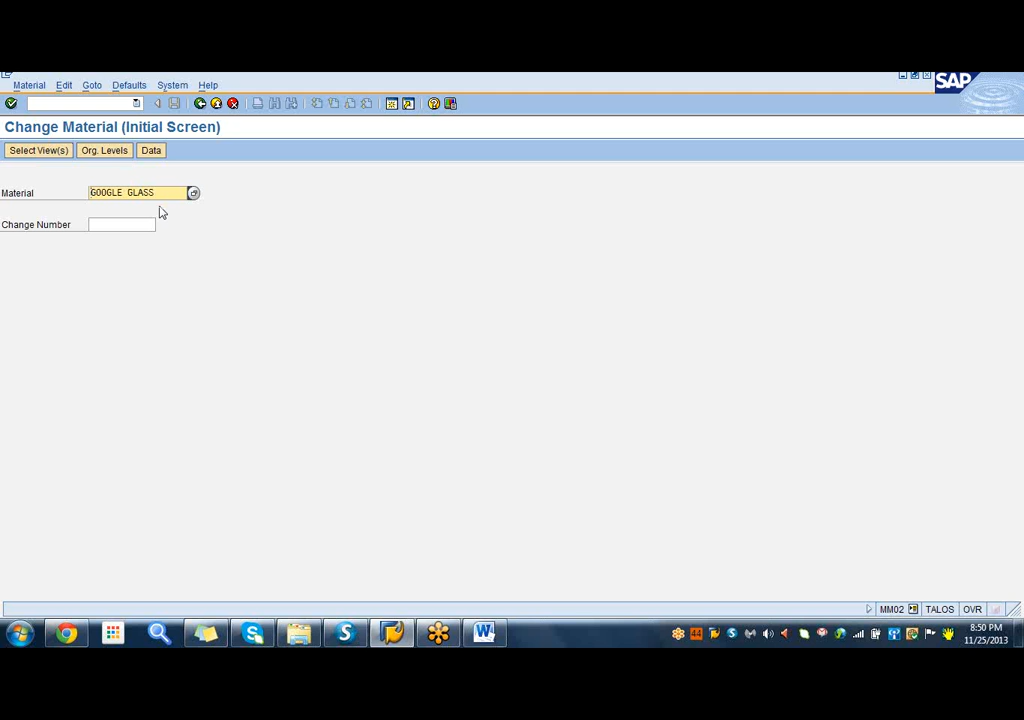 Material Edit Goto Defaults System Help
SAP
Change Material (Initial Screen)
Select View(s) Org. Levels Data
Material GOOGLE GLASS
Change Number
MM02 TALOS OVR
44
8:50 PM
11/25/2013